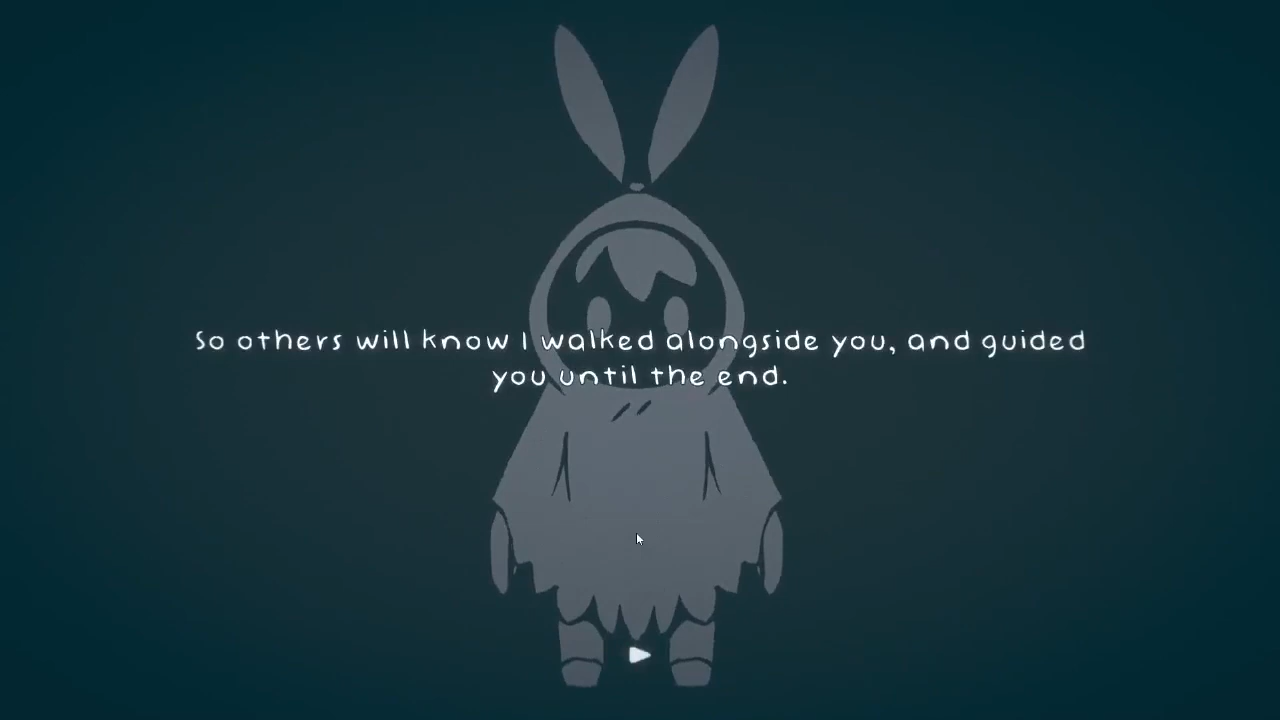 So others will know I walked alongside you, and guided
you until the end.